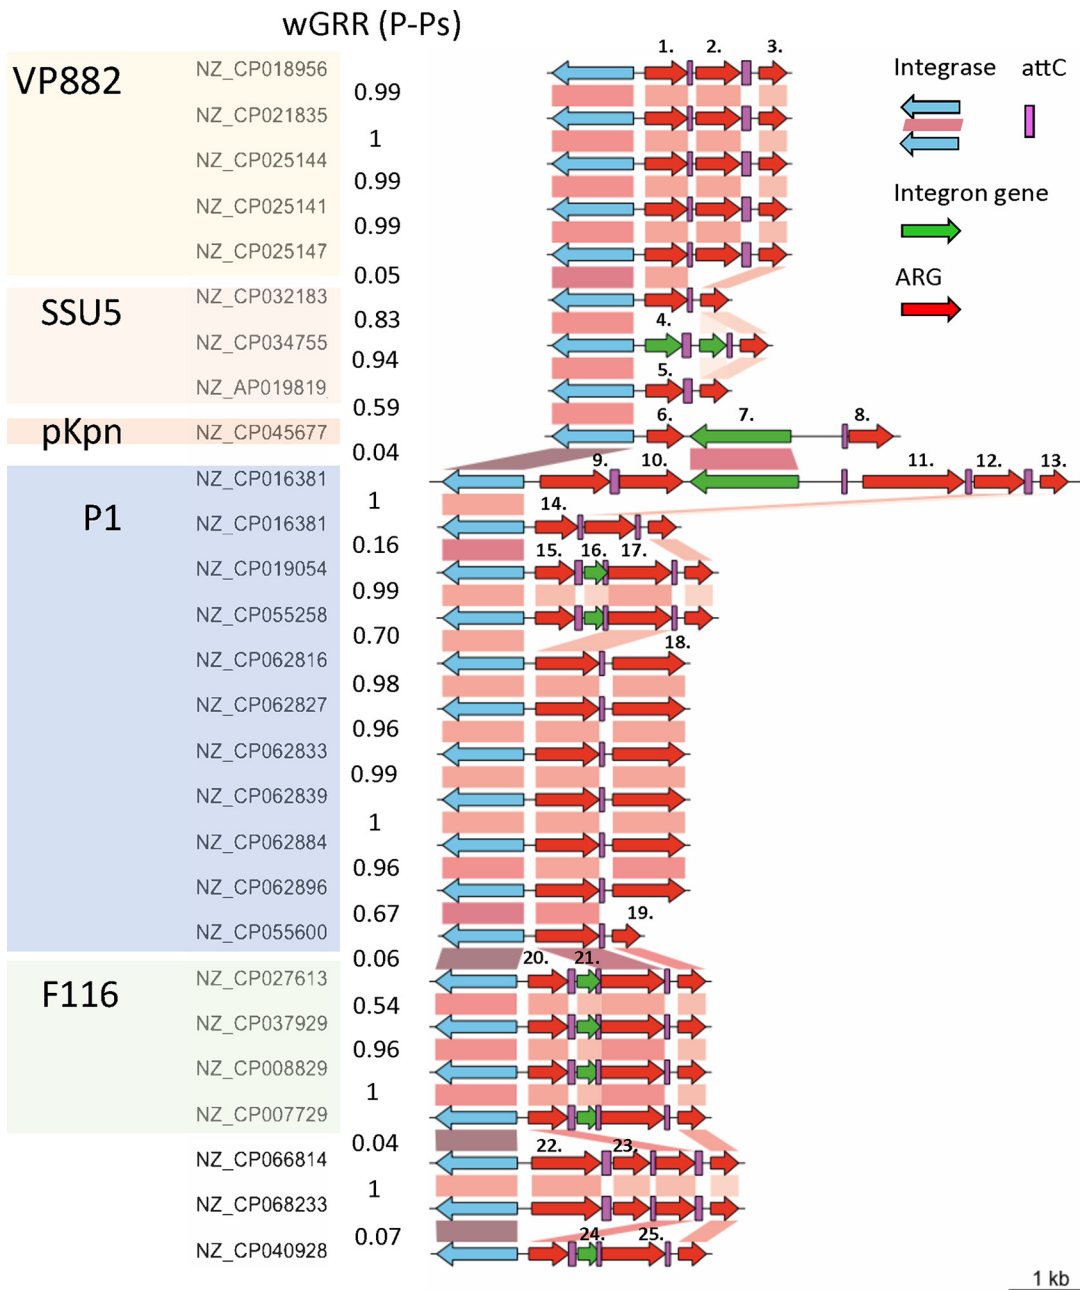 wGRR (P-Ps)
1. 2. 3.
VP882
NZ_CP018956
0.99
NZ_CP021835
1
NZ_CP025144
0.99
NZ_CP025141
0.99
NZ_CP025147
0.05
Integrase attC
Integron gene
ARG
SSU5
NZ_CP032183
0.83
4.
NZ_CP034755
0.94
5.
NZ_AP019819
0.59
6. 7. 8.
pKpn
NZ_CP045677
0.04
9. 10. 11. 12. 13.
P1
NZ_CP016381
1
14.
NZ_CP016381
0.16
15. 16. 17.
NZ_CP019054
0.99
NZ_CP055258
0.70
18.
NZ_CP062816
0.98
NZ_CP062827
0.96
NZ_CP062833
0.99
NZ_CP062839
1
NZ_CP062884
0.96
NZ_CP062896
0.67
19.
NZ_CP055600
0.06
20. 21.
F116
NZ_CP027613
0.54
NZ_CP037929
0.96
NZ_CP008829
1
NZ_CP007729
0.04
22. 23.
NZ_CP066814
1
NZ_CP068233
0.07
24. 25.
NZ_CP040928
1 kb